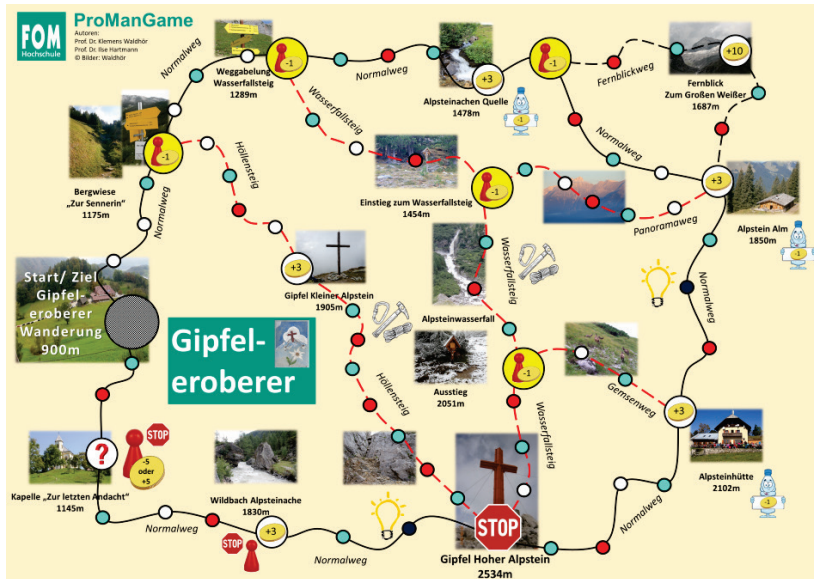 FOM
Hochschule
ProManGame
Autoren:
Prof. Dr. Klemens Waldhör
Prof. Dr. Ilse Hartmann
© Bilder: Waldhör
Normalweg
-1
Weggabelung
Wasserfallsteig
1289m
Normalweg
+3
Alpsteinachen Quelle
1478m
-1
-1
Fernblickweg
+10
Fernblick
Zum Großen Weißer
1687m
Wasserfallsteig
-1
Bergwiese
„Zur Sennerin“
1175m
Normalweg
Höllensteig
Einstieg zum Wasserfallsteig
1454m
-1
Normalweg
+3
Panoramaweg
Alpstein Alm
1850m
-1
Start/ Ziel
Gipfel-
eroberer
Wanderung
900m
+3
Gipfel Kleiner Alpstein
1905m
Wasserfallsteig
Alpsteinwasserfall
Normalweg
Gipfel-
eroberer
Ausstieg
2051m
-1
Gemsenweg
Höllensteig
Wasserfallsteig
+3
Alpsteinhütte
2102m
-1
?
STOP
-5
oder
+5
Kapelle „Zur letzten Andacht“
1145m
Wildbach Alpsteinache
1830m
Normalweg
+3
STOP
Normalweg
STOP
Gipfel Hoher Alpstein
2534m
Normalweg